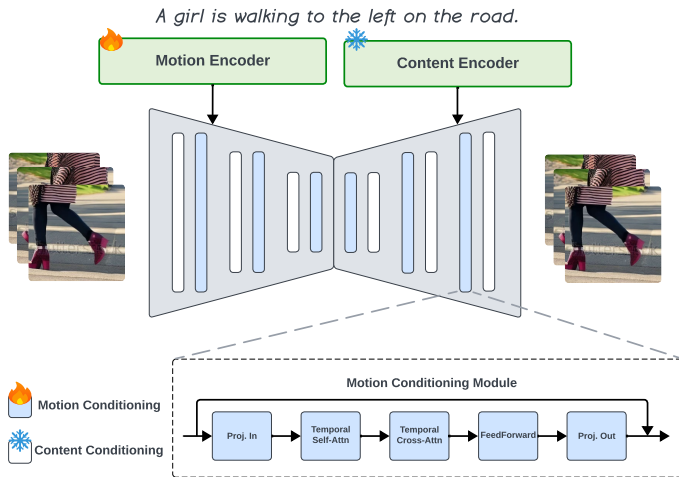 A girl is walking to the left on the road.
Motion Encoder
Content Encoder
Motion Conditioning Module
Motion Conditioning
Content Conditioning
Proj. In
Temporal
Self-Attn
Temporal
Cross-Attn
FeedForward
Proj. Out